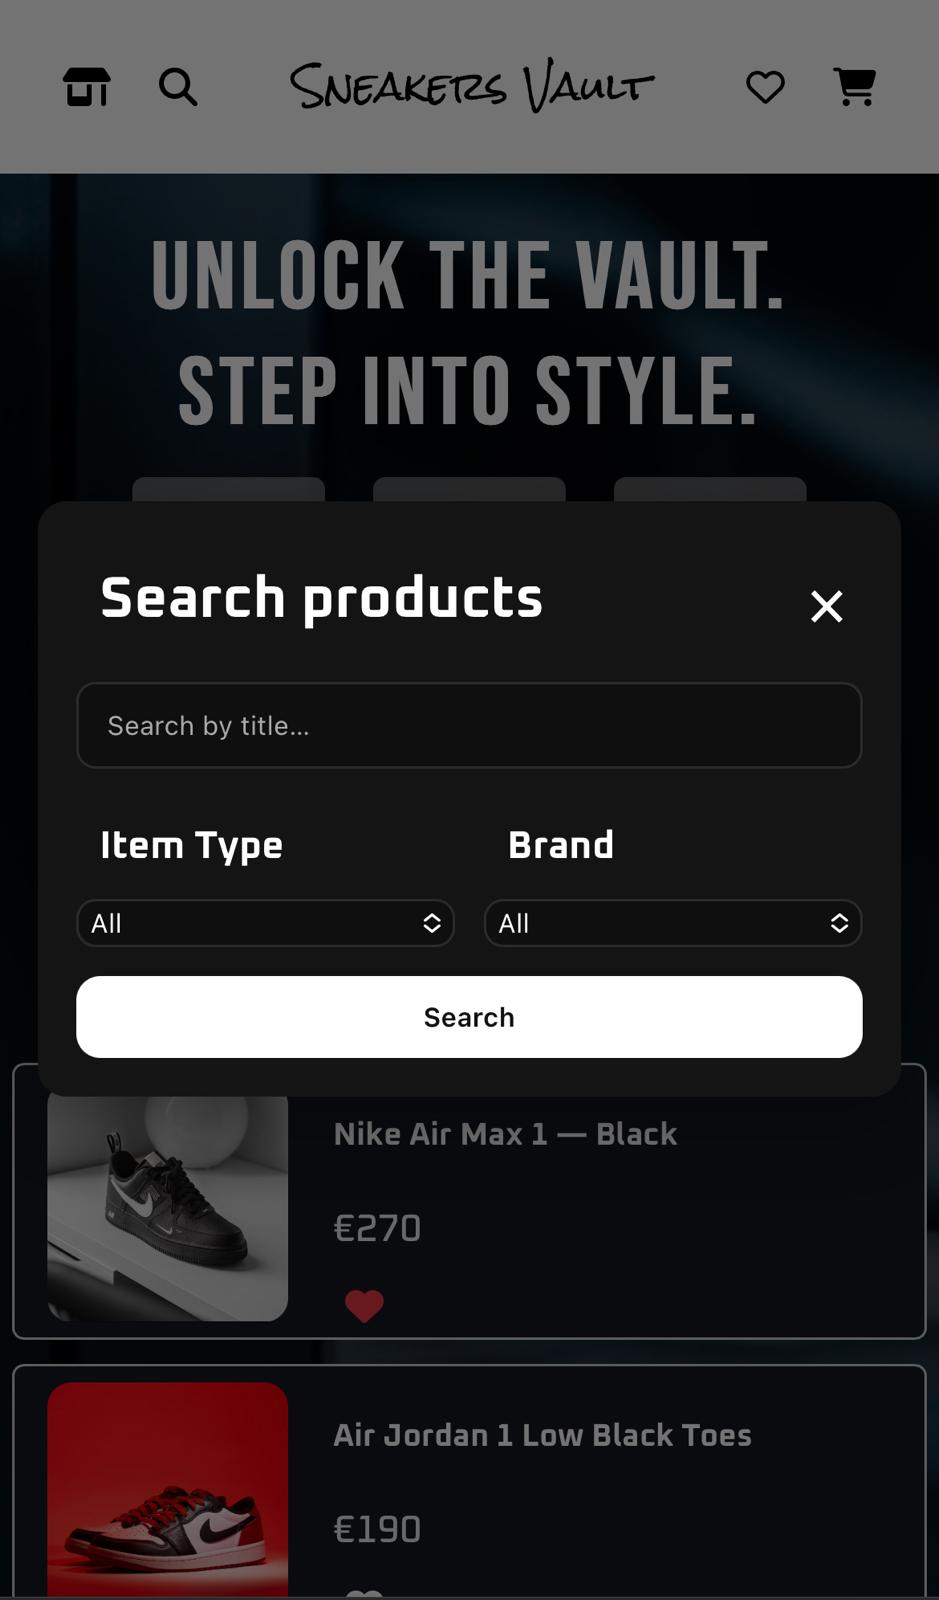 Sneakers Vault
UNLOCK THE VAULT.
STEP INTO STYLE.
Search products
Search by title...
Item Type
Brand
All
All
Search
Nike Air Max 1 — Black
€270
Air Jordan 1 Low Black Toes
€190